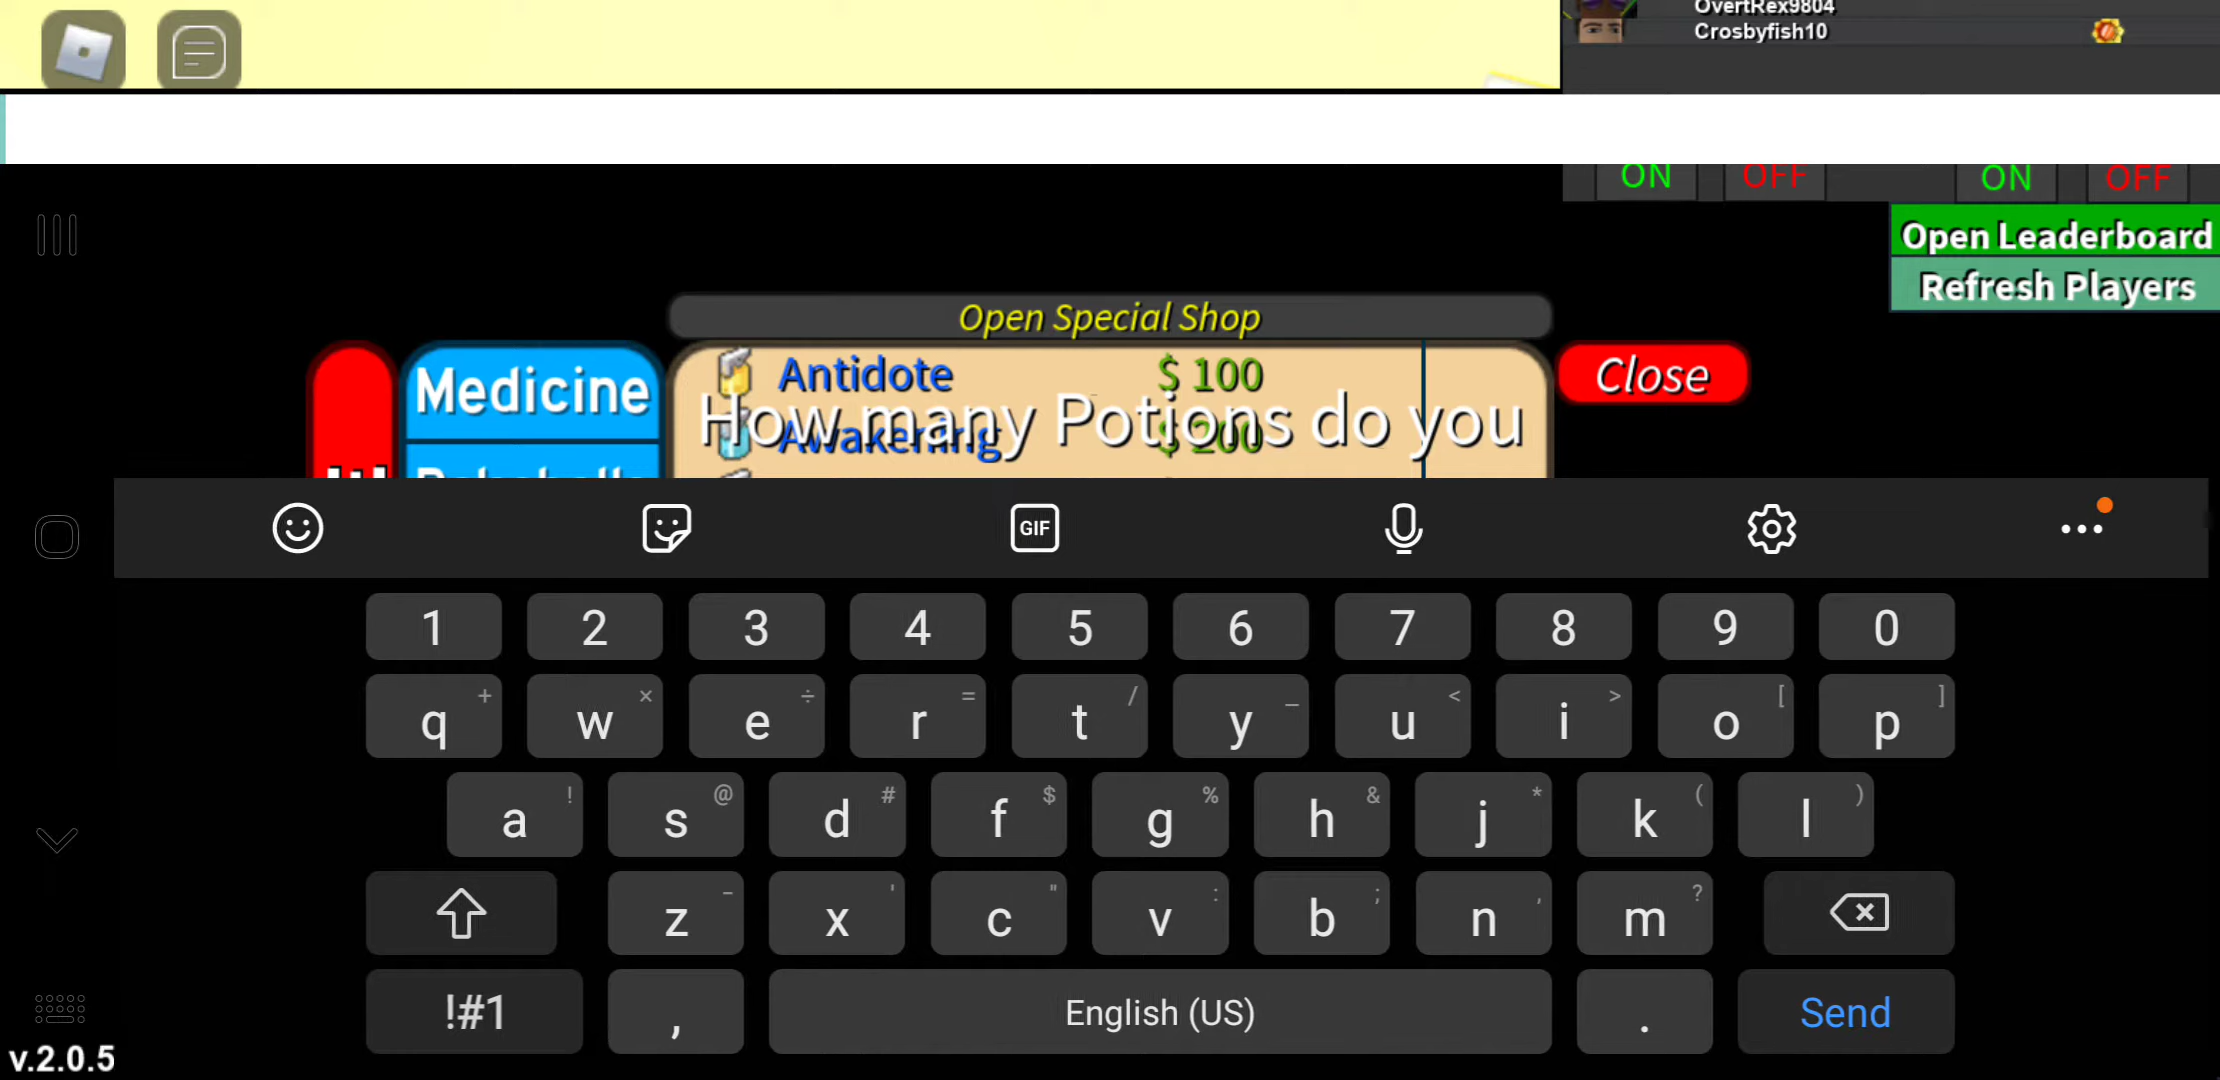 OvertRex9804
Crosbyfish10
ON OFF ON OFF
Open Leaderboard
Refresh Players
Open Special Shop
Medicine
Antidote $ 100
Close
How many Potions do you
Awakening $ 200
GIF
1 2 3 4 5 6 7 8 9 0
q + w × e ÷ r = t / y _ u < i > o [ p ]
a ! s @ d # f $ g % h & j * k ( l )
z - x ' c " v : b ; n , m ?
!#1 , English (US) . Send
v.2.0.5